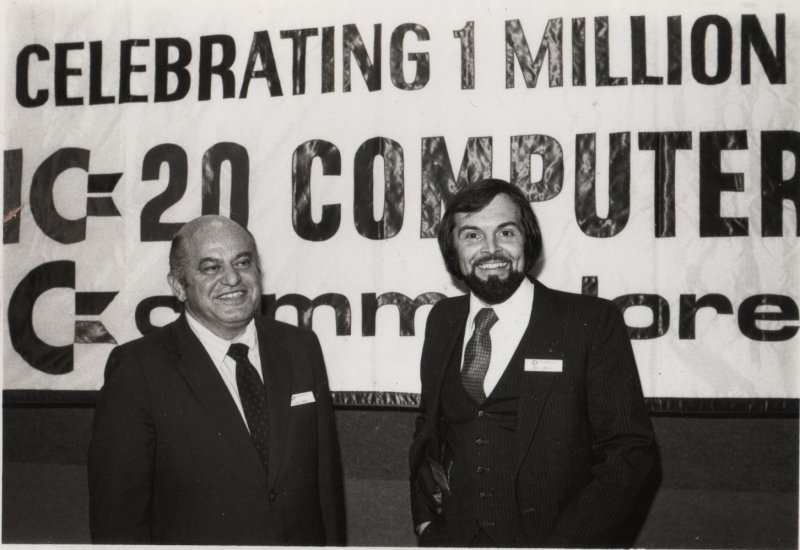 CELEBRATING 1 MILLION
IC 20 COMPUTER
commodore